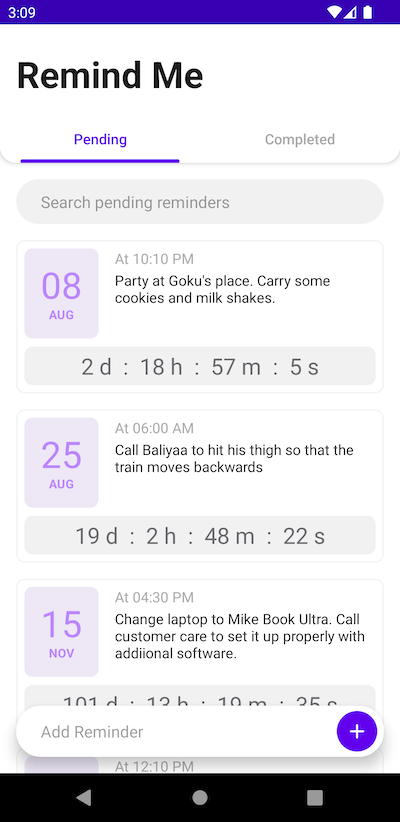 3:09
Remind Me
Pending
Completed
Search pending reminders
08
AUG
At 10:10 PM
Party at Goku's place. Carry some
cookies and milk shakes.
2 d : 18 h : 57 m : 5 s
25
AUG
At 06:00 AM
Call Baliyaa to hit his thigh so that the
train moves backwards
19 d : 2 h : 48 m : 22 s
15
NOV
At 04:30 PM
Change laptop to Mike Book Ultra. Call
customer care to set it up properly with
addiional software.
101 d : 13 h : 19 m : 35 s
Add Reminder
At 12:10 PM